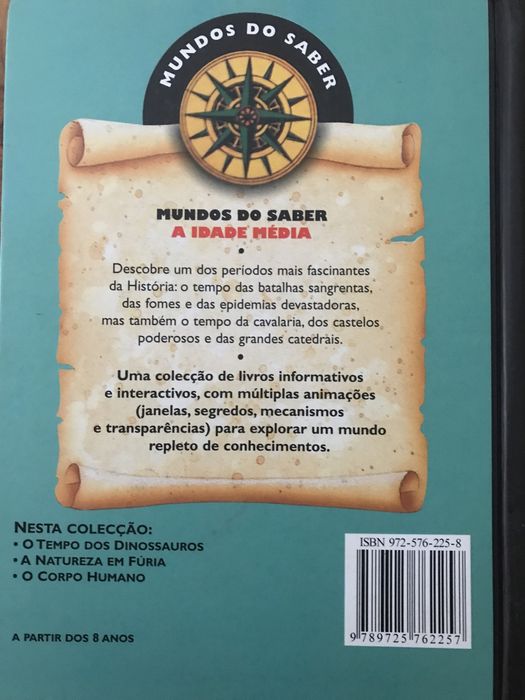 MUNDOS DO SABER
MUNDOS DO SABER
A IDADE MÉDIA
•
Descobre um dos períodos mais fascinantes
da História: o tempo das batalhas sangrentas,
das fomes e das epidemias devastadoras,
mas também o tempo da cavalaria, dos castelos
poderosos e das grandes catedrais.
•
Uma colecção de livros informativos
e interactivos, com múltiplas animações
(janelas, segredos, mecanismos
e transparências) para explorar um mundo
repleto de conhecimentos.
NESTA COLECÇÃO:
• O TEMPO DOS DINOSSAUROS
• A NATUREZA EM FÚRIA
• O CORPO HUMANO
A PARTIR DOS 8 ANOS
ISBN 972-576-225-8
9 789725 762257